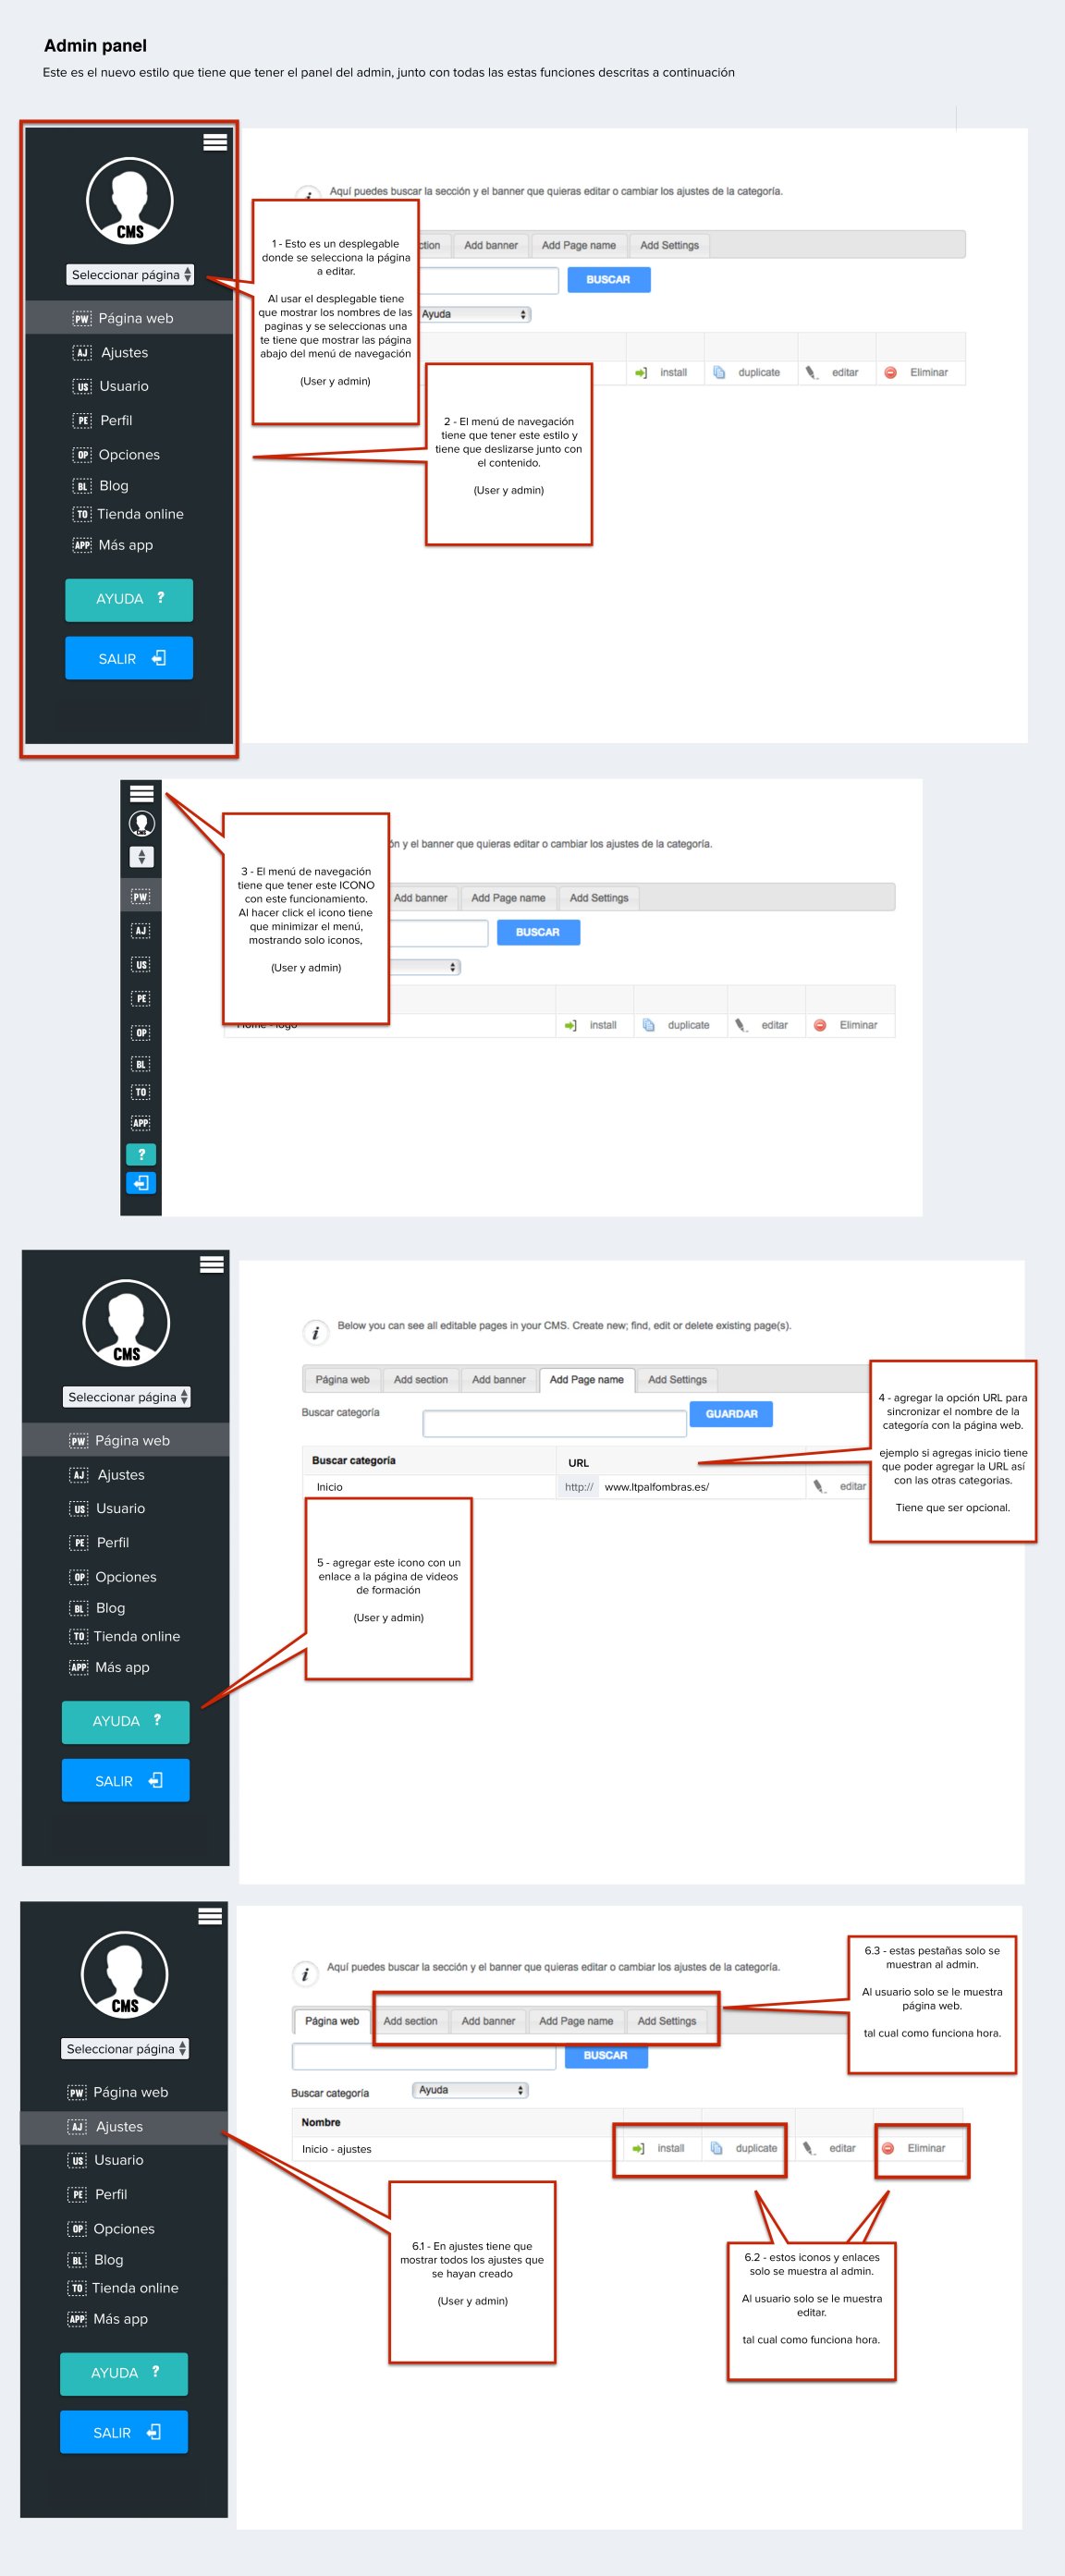 Admin panel
Este es el nuevo estilo que tiene que tener el panel del admin, junto con todas las estas funciones descritas a continuación
CMS
Seleccionar página
PW Página web
AJ Ajustes
US Usuario
PE Perfil
OP Opciones
BL Blog
TO Tienda online
APP Más app
AYUDA ?
SALIR
i
Aquí puedes buscar la sección y el banner que quieras editar o cambiar los ajustes de la categoría.
ction
Add banner
Add Page name
Add Settings
BUSCAR
Ayuda
install
duplicate
editar
Eliminar
1 - Esto es un desplegable
donde se selecciona la página
a editar.
Al usar el desplegable tiene
que mostrar los nombres de las
paginas y se seleccionas una
te tiene que mostrar las página
abajo del menú de navegación
(User y admin)
2 - El menú de navegación
tiene que tener este estilo y
tiene que deslizarse junto con
el contenido.
(User y admin)
CMS
PW
AJ
US
PE
OP
BL
TO
APP
?
ón y el banner que quieras editar o cambiar los ajustes de la categoría.
Add banner
Add Page name
Add Settings
BUSCAR
Home - logo
install
duplicate
editar
Eliminar
3 - El menú de navegación
tiene que tener este ICONO
con este funcionamiento.
Al hacer click el icono tiene
que minimizar el menú,
mostrando solo iconos,
(User y admin)
CMS
Seleccionar página
PW Página web
AJ Ajustes
US Usuario
PE Perfil
OP Opciones
BL Blog
TO Tienda online
APP Más app
AYUDA ?
SALIR
i
Below you can see all editable pages in your CMS. Create new; find, edit or delete existing page(s).
Página web
Add section
Add banner
Add Page name
Add Settings
Buscar categoría
GUARDAR
Buscar categoría
URL
Inicio
http:// www.ltpalfombras.es/
editar
4 - agregar la opción URL para
sincronizar el nombre de la
categoría con la página web.
ejemplo si agregas inicio tiene
que poder agregar la URL así
con las otras categorias.
Tiene que ser opcional.
5 - agregar este icono con un
enlace a la página de videos
de formación
(User y admin)
CMS
Seleccionar página
PW Página web
AJ Ajustes
US Usuario
PE Perfil
OP Opciones
BL Blog
TO Tienda online
APP Más app
AYUDA ?
SALIR
i
Aquí puedes buscar la sección y el banner que quieras editar o cambiar los ajustes de la categoría.
Página web
Add section
Add banner
Add Page name
Add Settings
BUSCAR
Buscar categoría
Ayuda
Nombre
Inicio - ajustes
install
duplicate
editar
Eliminar
6.3 - estas pestañas solo se
muestran al admin.
Al usuario solo se le muestra
página web.
tal cual como funciona hora.
6.1 - En ajustes tiene que
mostrar todos los ajustes que
se hayan creado
(User y admin)
6.2 - estos iconos y enlaces
solo se muestra al admin.
Al usuario solo se le muestra
editar.
tal cual como funciona hora.